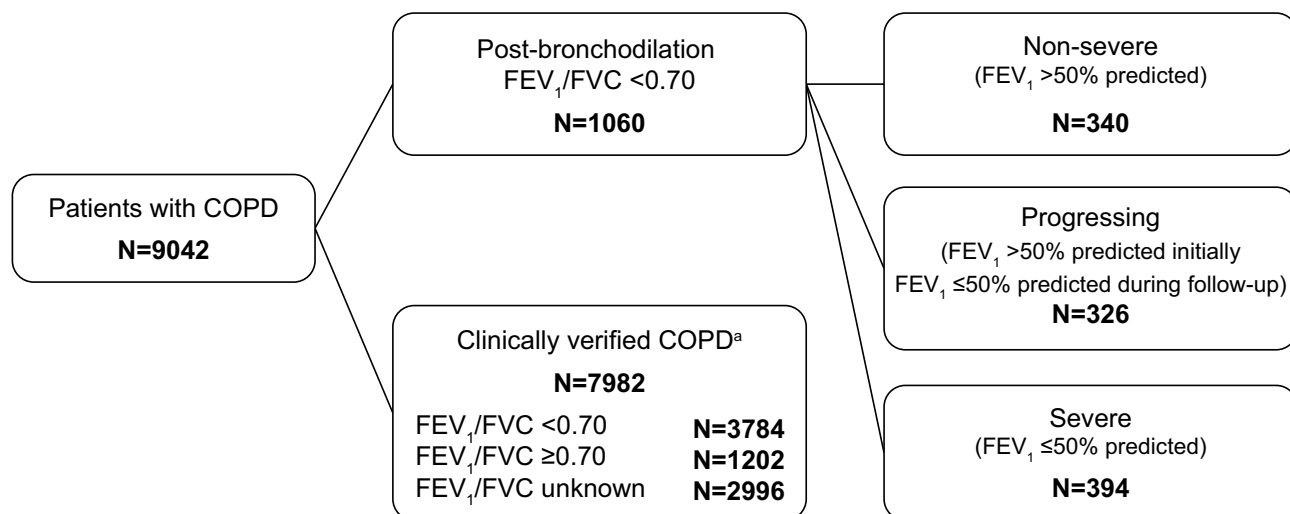 Patients with COPD
N=9042
Post-bronchodilation
FEV₁/FVC <0.70
N=1060
Clinically verified COPDᵃ
N=7982
FEV₁/FVC <0.70 N=3784
FEV₁/FVC ≥0.70 N=1202
FEV₁/FVC unknown N=2996
Non-severe
(FEV₁ >50% predicted)
N=340
Progressing
(FEV₁ >50% predicted initially
FEV₁ ≤50% predicted during follow-up)
N=326
Severe
(FEV₁ ≤50% predicted)
N=394